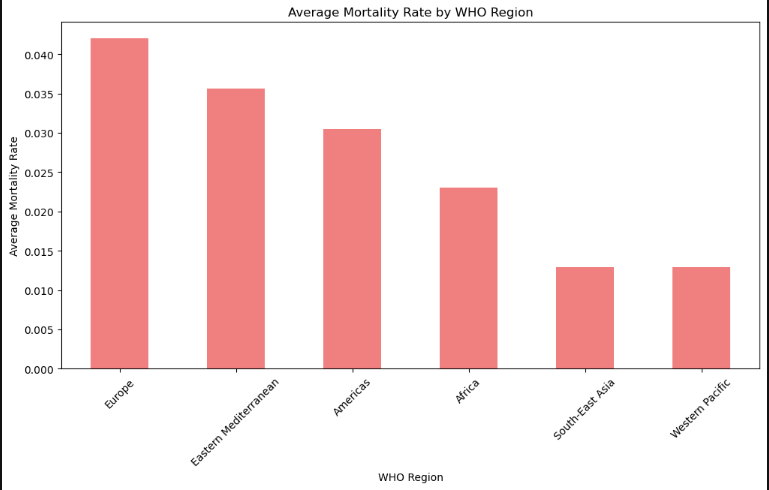 Average Mortality Rate by WHO Region
Average Mortality Rate
0.040
0.035
0.030
0.025
0.020
0.015
0.010
0.005
0.000
Europe
Eastern Mediterranean
Americas
Africa
South-East Asia
Western Pacific
WHO Region